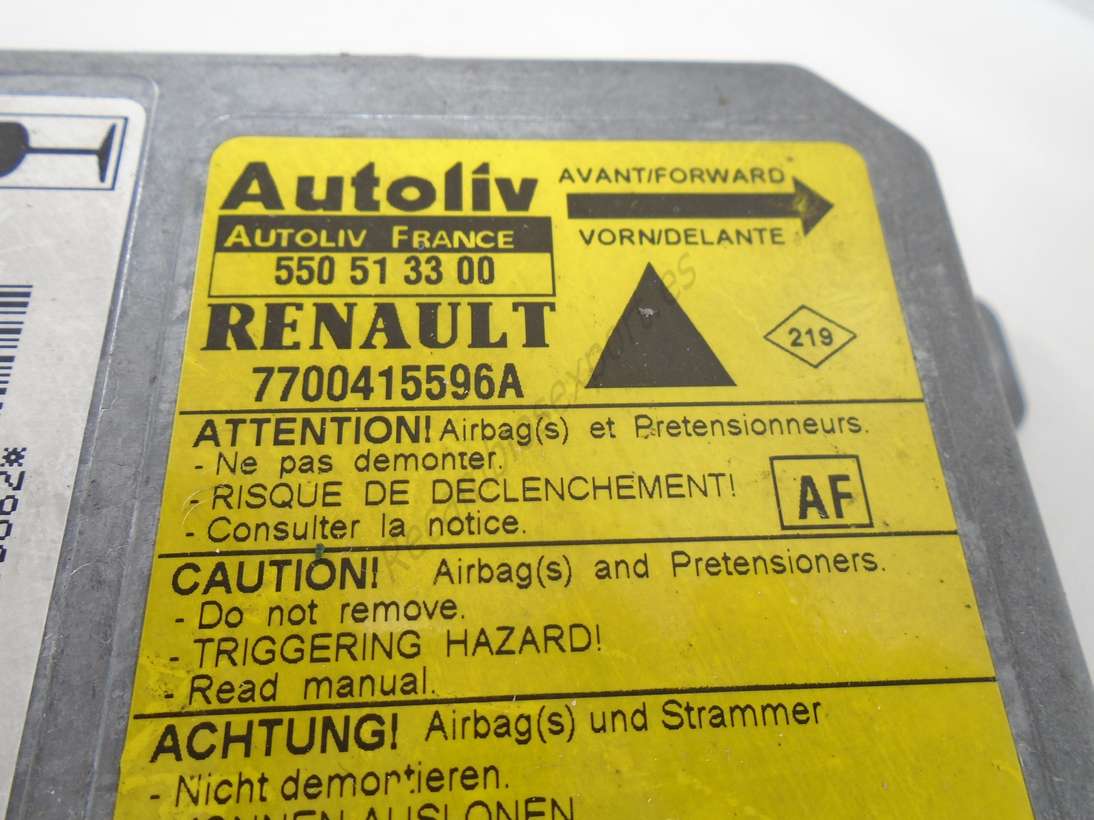 Autoliv
AVANT/FORWARD
AUTOLIV FRANCE
VORN/DELANTE
550 51 33 00
RENAULT
219
7700415596A
ATTENTION! Airbag(s) et Pretensionneurs.
- Ne pas demonter.
- RISQUE DE DECLENCHEMENT!
AF
- Consulter la notice.
CAUTION! Airbag(s) and Pretensioners.
- Do not remove.
- TRIGGERING HAZARD!
- Read manual.
ACHTUNG! Airbag(s) und Strammer
- Nicht demontieren.
AUSLONEN